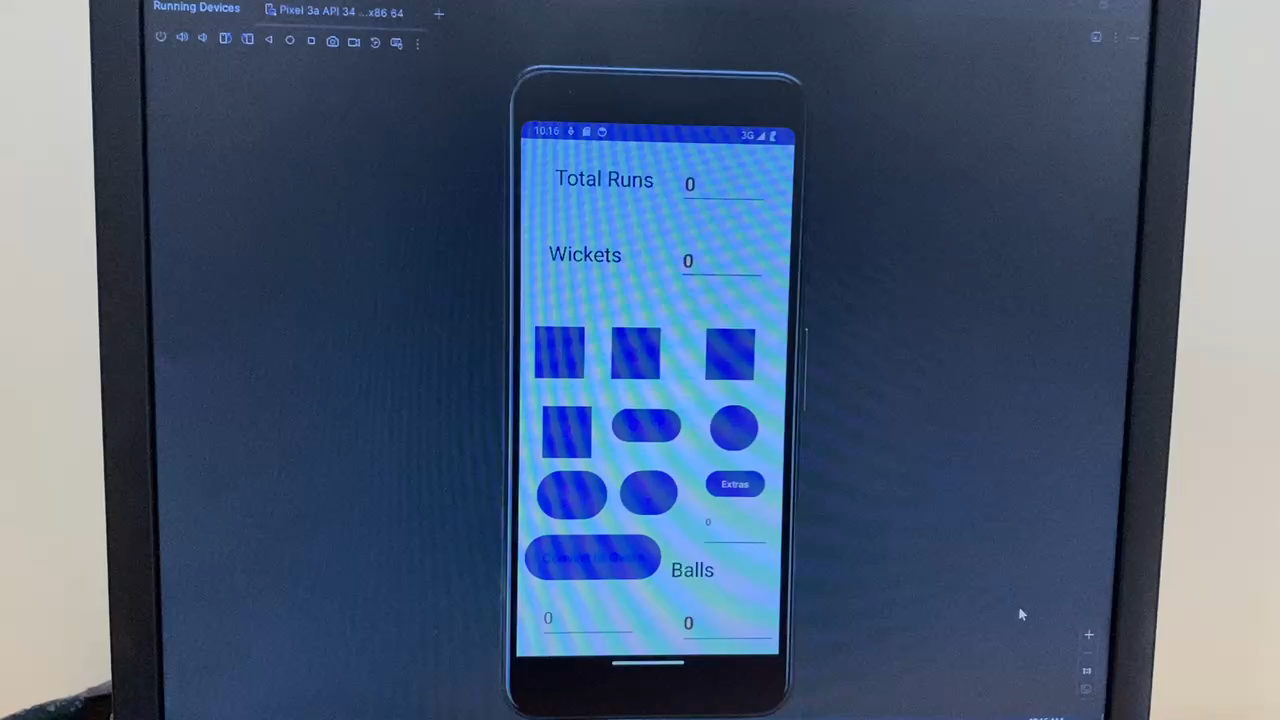 Running Devices
Pixel 3a API 34 ...x86 64
10:16
3G
Total Runs 0
Wickets 0
Extras
0
Balls
0
0